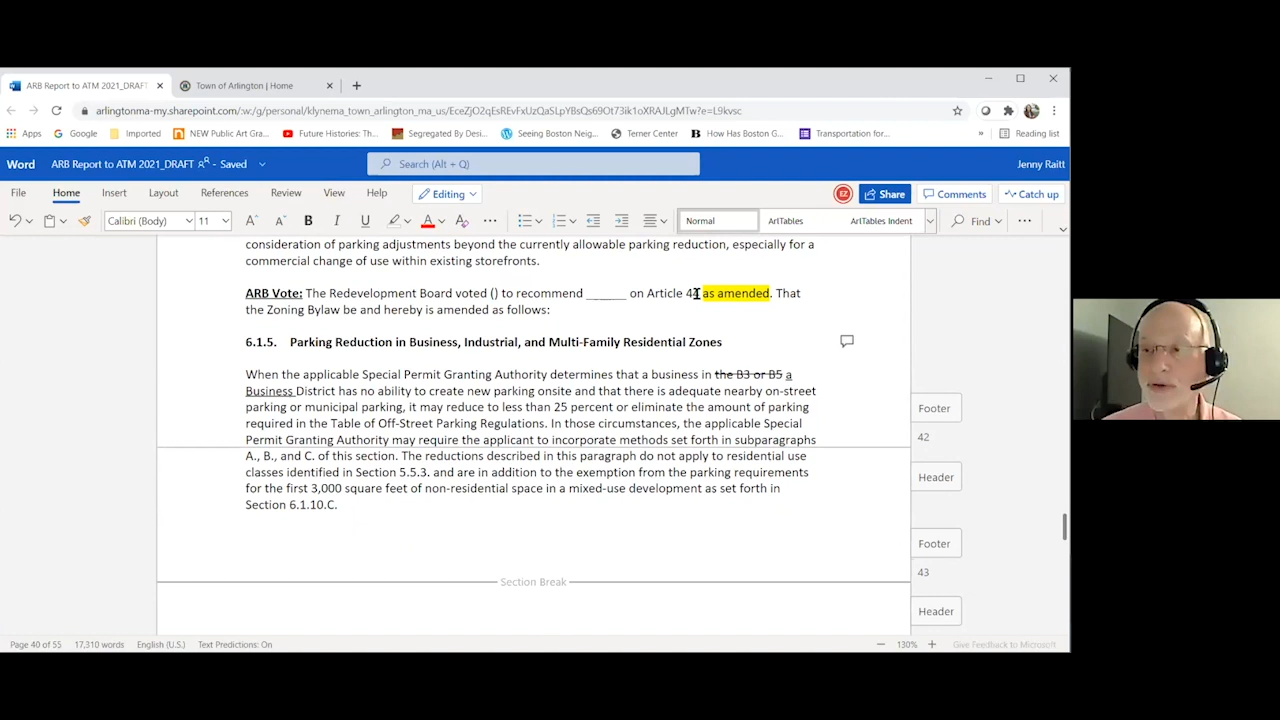 ARB Report to ATM 2021_DRAFT
Town of Arlington | Home
arlingtonma-my.sharepoint.com/:w:/g/personal/klynema_town_arlington_ma_us/EceZjO2qEsREvFxUzQaSLpYBsQs69Ot73ik1oXRAJLgMTw?e=L9kvsc
Apps Google Imported NEW Public Art Gra... Future Histories: Th... Segregated By Desi... Seeing Boston Neig... Terner Center How Has Boston G... Transportation for... » Reading list
Word ARB Report to ATM 2021_DRAFT - Saved Search (Alt + Q) Jenny Raitt
File Home Insert Layout References Review View Help Editing EZ Share Comments Catch up
Calibri (Body) 11 B I U A Normal ArlTables ArlTables Indent Find
consideration of parking adjustments beyond the currently allowable parking reduction, especially for a
commercial change of use within existing storefronts.
ARB Vote: The Redevelopment Board voted () to recommend ______ on Article as amended. That
the Zoning Bylaw be and hereby is amended as follows:
6.1.5. Parking Reduction in Business, Industrial, and Multi-Family Residential Zones
When the applicable Special Permit Granting Authority determines that a business in the B3 or B5 a
Business District has no ability to create new parking onsite and that there is adequate nearby on-street
parking or municipal parking, it may reduce to less than 25 percent or eliminate the amount of parking
required in the Table of Off-Street Parking Regulations. In those circumstances, the applicable Special
Permit Granting Authority may require the applicant to incorporate methods set forth in subparagraphs
A., B., and C. of this section. The reductions described in this paragraph do not apply to residential use
classes identified in Section 5.5.3. and are in addition to the exemption from the parking requirements
for the first 3,000 square feet of non-residential space in a mixed-use development as set forth in
Section 6.1.10.C.
Footer
42
Header
Footer
43
Header
Section Break
Page 40 of 55 17,310 words English (U.S.) Text Predictions: On 130% Give Feedback to Microsoft